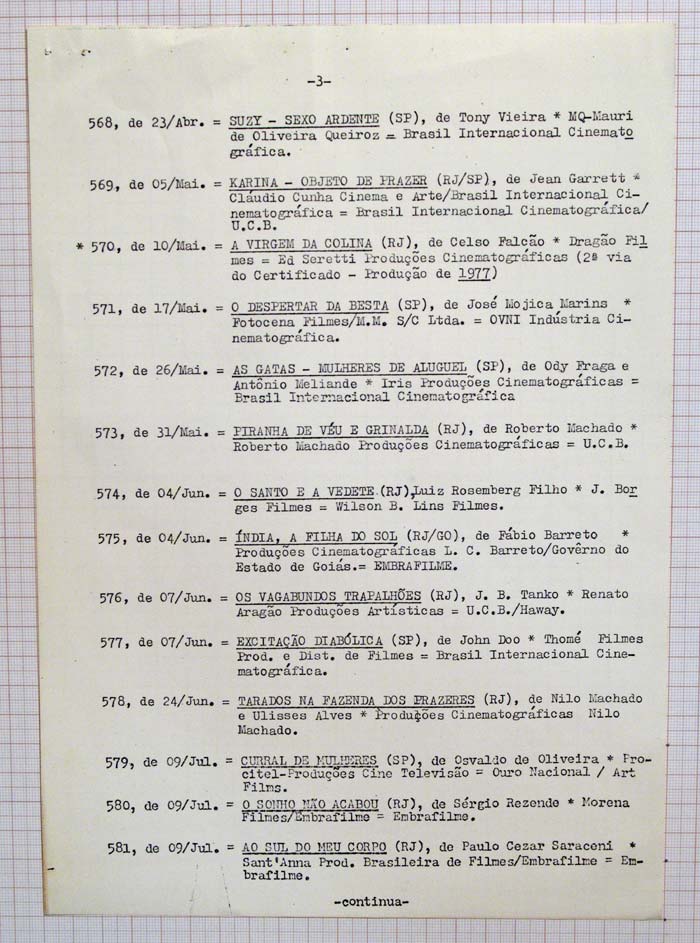 -3-
568, de 23/Abr. = SUZY - SEXO ARDENTE (SP), de Tony Vieira * MQ-Mauri
de Oliveira Queiroz = Brasil Internacional Cinemato
gráfica.
569, de 05/Mai. = KARINA - OBJETO DE PRAZER (RJ/SP), de Jean Garrett *
Cláudio Cunha Cinema e Arte/Brasil Internacional Ci-
nematográfica = Brasil Internacional Cinematográfica/
U.C.B.
* 570, de 10/Mai. = A VIRGEM DA COLINA (RJ), de Celso Falcão * Dragão Fil
mes = Ed Seretti Produções Cinematográficas (2ª via
do Certificado - Produção de 1977)
571, de 17/Mai. = O DESPERTAR DA BESTA (SP), de José Mojica Marins *
Fotocena Filmes/M.M. S/C Ltda. = OVNI Indústria Ci-
nematográfica.
572, de 26/Mai. = AS GATAS - MULHERES DE ALUGUEL (SP), de Ody Fraga e
Antônio Meliande * Iris Produções Cinematográficas =
Brasil Internacional Cinematográfica
573, de 31/Mai. = PIRANHA DE VÉU E GRINALDA (RJ), de Roberto Machado *
Roberto Machado Produções Cinematográficas = U.C.B.
574, de 04/Jun. = O SANTO E A VEDETE (RJ),Luiz Rosemberg Filho * J. Bor
ges Filmes = Wilson B. Lins Filmes.
575, de 04/Jun. = ÍNDIA, A FILHA DO SOL (RJ/GO), de Fábio Barreto *
Produções Cinematográficas L. C. Barreto/Govêrno do
Estado de Goiás.= EMBRAFILME.
576, de 07/Jun. = OS VAGABUNDOS TRAPALHÕES (RJ), J. B. Tanko * Renato
Aragão Produções Artísticas = U.C.B./Haway.
577, de 07/Jun. = EXCITAÇÃO DIABÓLICA (SP), de John Doo * Thomé Filmes
Prod. e Dist. de Filmes = Brasil Internacional Cine-
matográfica.
578, de 24/Jun. = TARADOS NA FAZENDA DOS PRAZERES (RJ), de Nilo Machado
e Ulisses Alves * Produções Cinematográficas Nilo
Machado.
579, de 09/Jul. = CURRAL DE MULHERES (SP), de Osvaldo de Oliveira * Pro-
citel-Produções Cine Televisão = Ouro Nacional / Art
Films.
580, de 09/Jul. = O SONHO NÃO ACABOU (RJ), de Sérgio Rezende * Morena
Filmes/Embrafilme = Embrafilme.
581, de 09/Jul. = AO SUL DO MEU CORPO (RJ), de Paulo Cezar Saraceni *
Sant'Anna Prod. Brasileira de Filmes/Embrafilme = Em-
brafilme.
-continua-